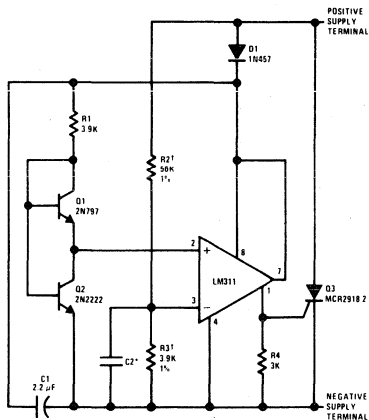 POSITIVE
SUPPLY
TERMINAL
D1
1N457
R1
3.9K
R2†
56K
1%
Q1
2N797
2
+
8
LM311
7
Q2
2N2222
3
−
1
4
Q3
MCR2918 2
C2*
R3†
3.9K
1%
R4
3K
C1
2.2 μF
NEGATIVE
SUPPLY
TERMINAL